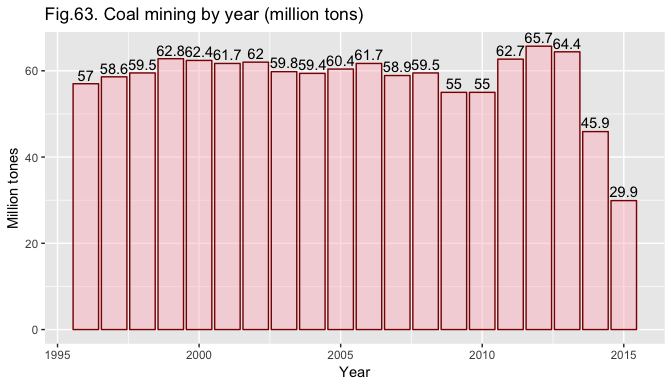 Fig.63. Coal mining by year (million tons)
57 58.6 59.5 62.8 62.4 61.7 62 59.8 59.4 60.4 61.7 58.9 59.5 55 55 62.7 65.7 64.4 45.9 29.9
60
40
20
0
Million tones
1995 2000 2005 2010 2015
Year